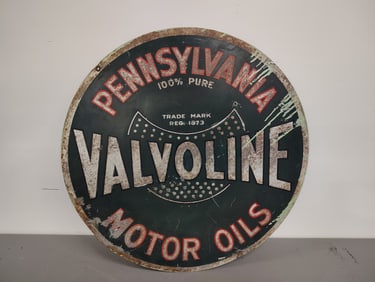 PENNSYLVANIA
100% PURE
TRADE MARK
REG. 1873
VALVOLINE
MOTOR OILS